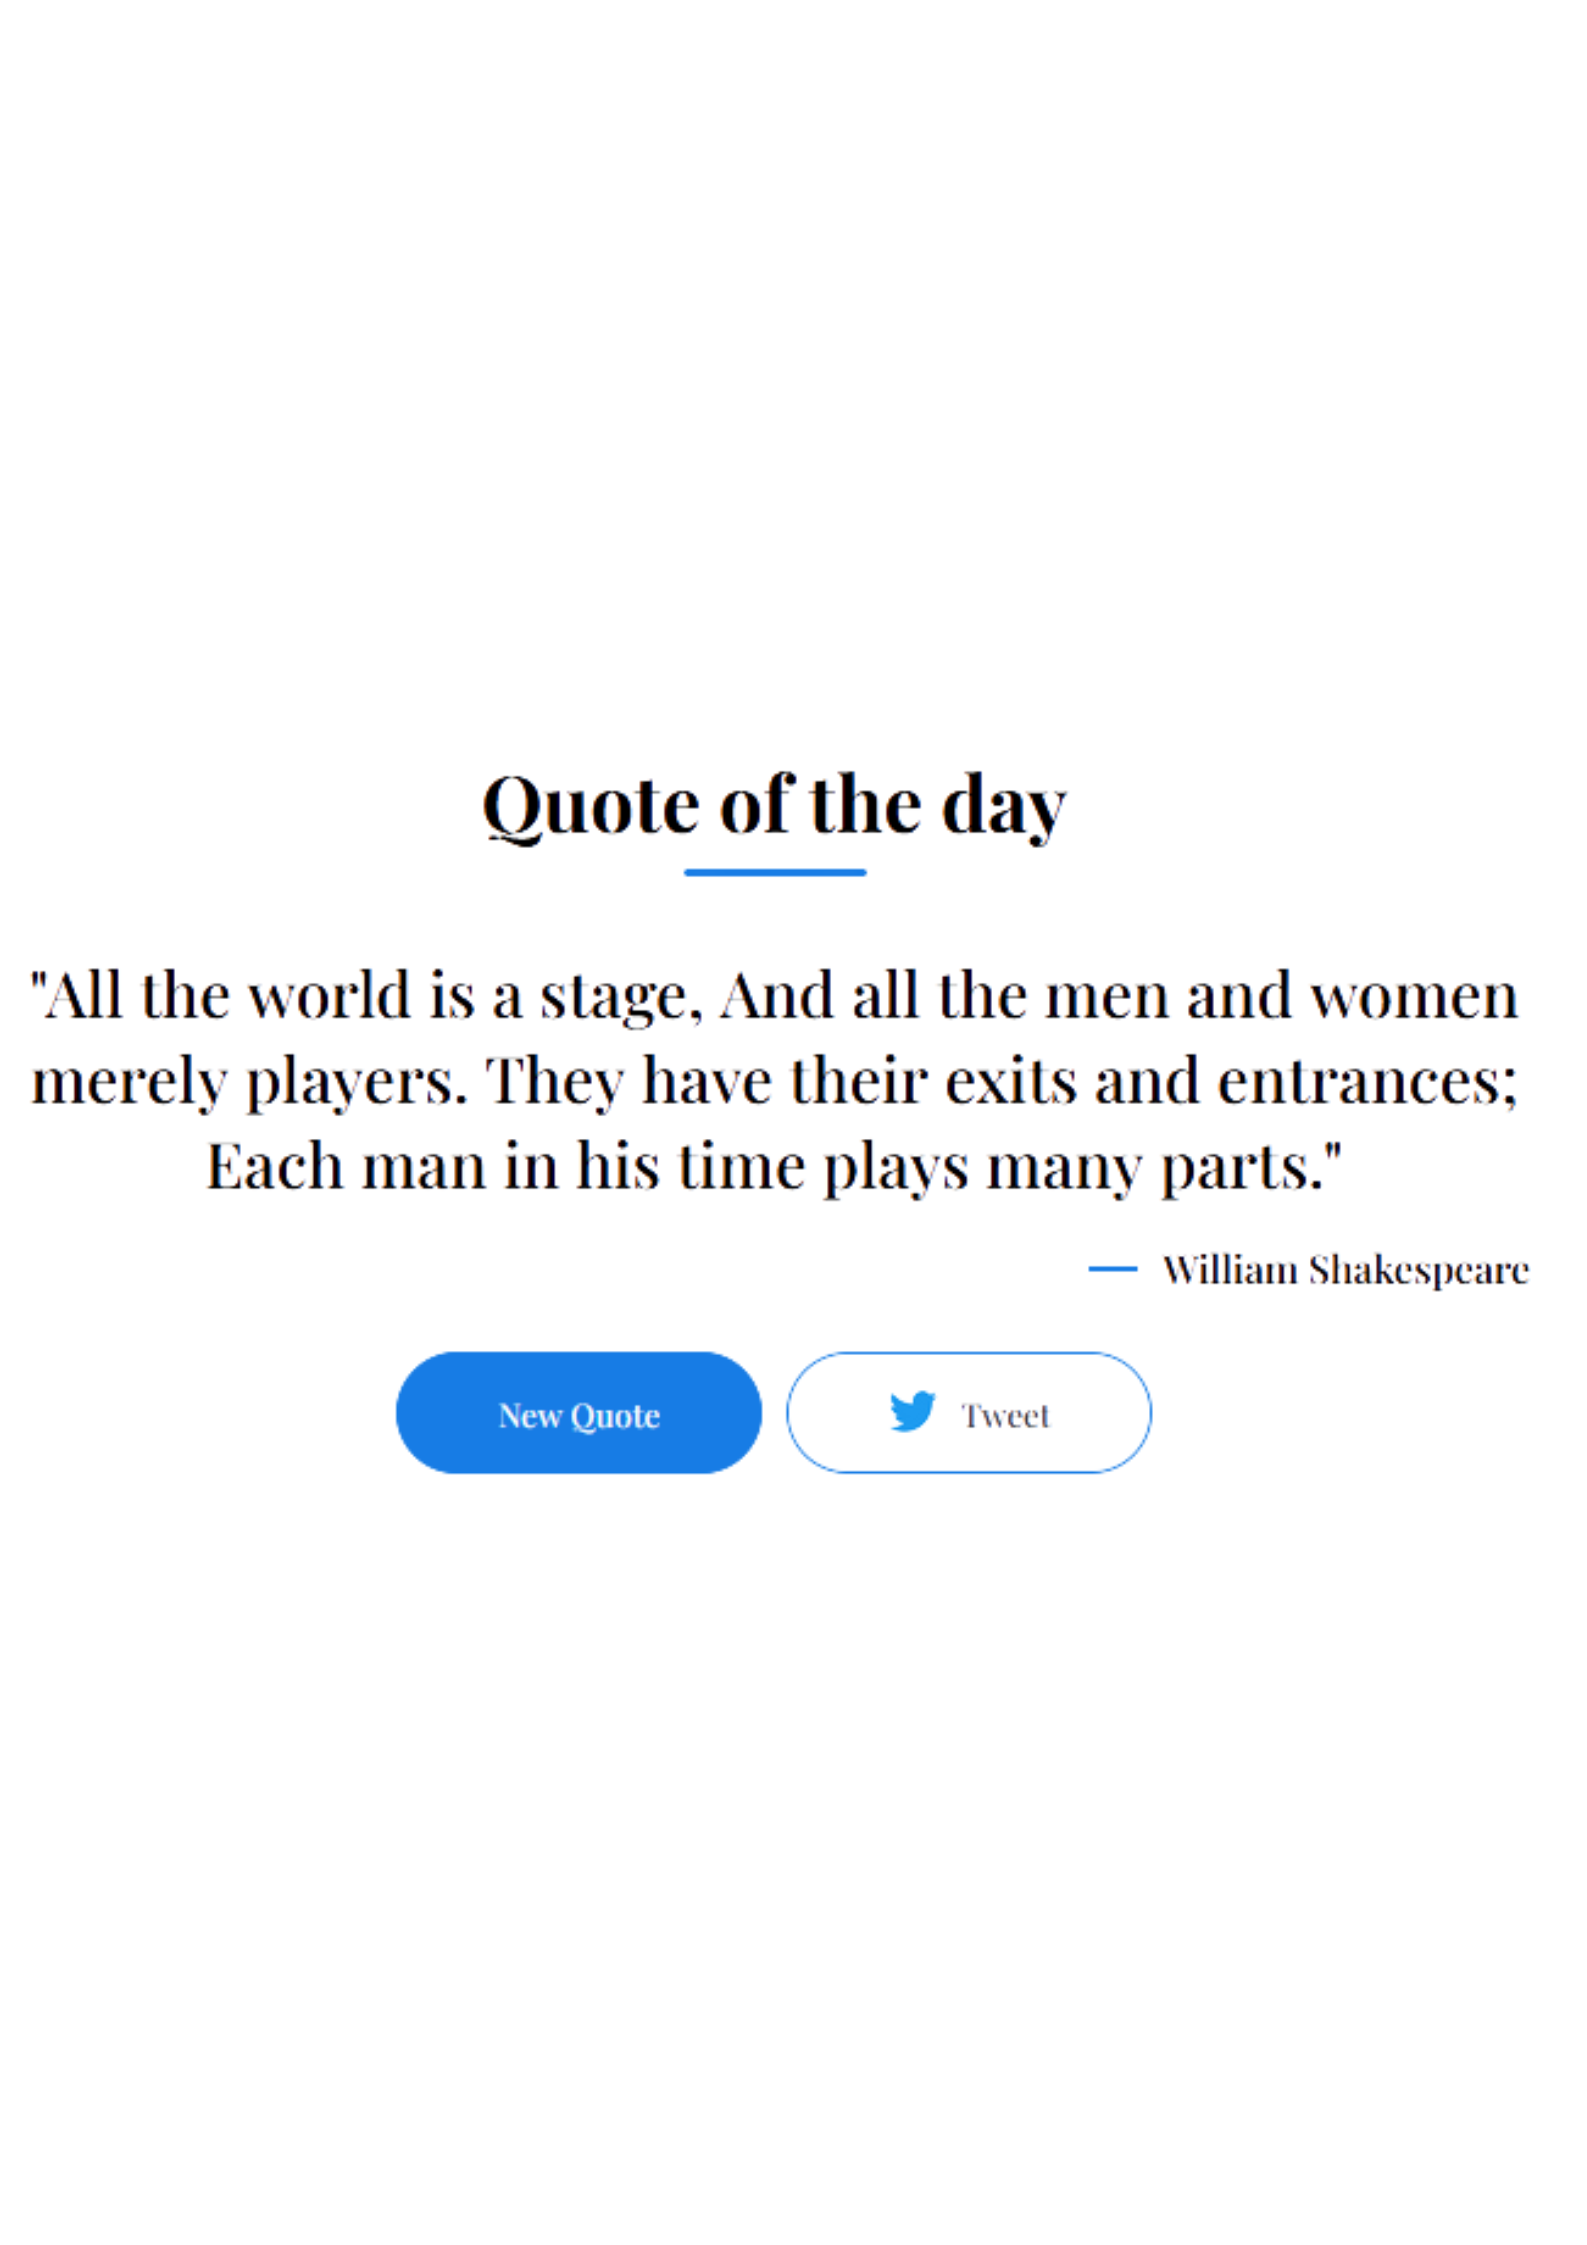 Quote of the day
"All the world is a stage, And all the men and women
merely players. They have their exits and entrances;
Each man in his time plays many parts."
— William Shakespeare
New Quote
Tweet